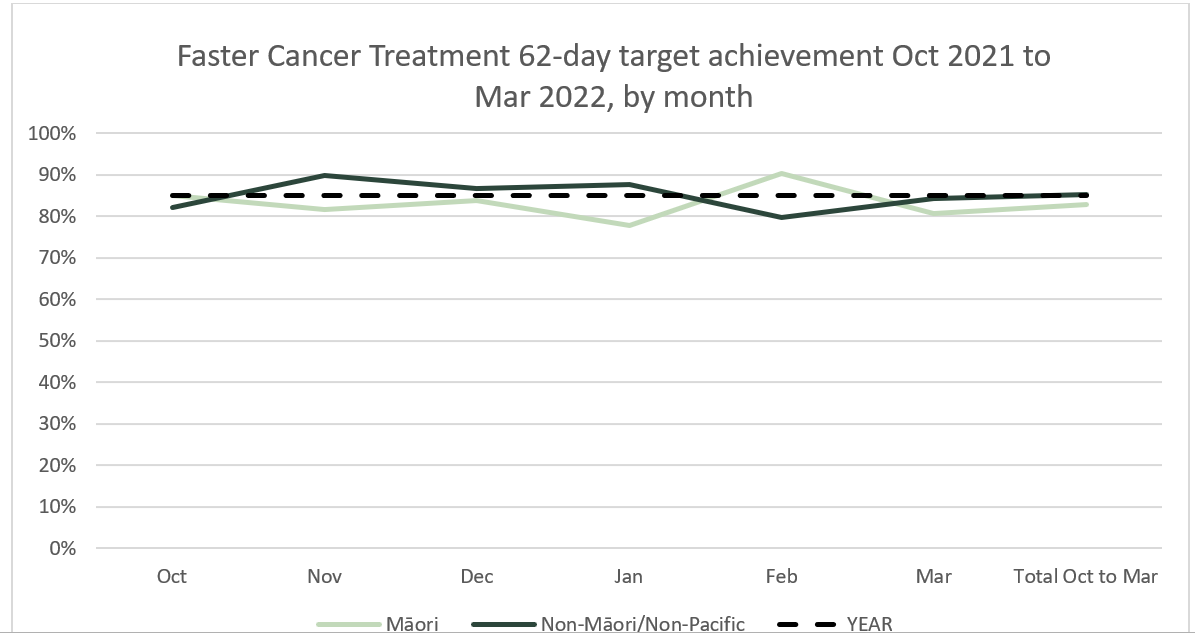 Faster Cancer Treatment 62-day target achievement Oct 2021 to
Mar 2022, by month
100%
90%
80%
70%
60%
50%
40%
30%
20%
10%
0%
Oct Nov Dec Jan Feb Mar Total Oct to Mar
Māori Non-Māori/Non-Pacific YEAR